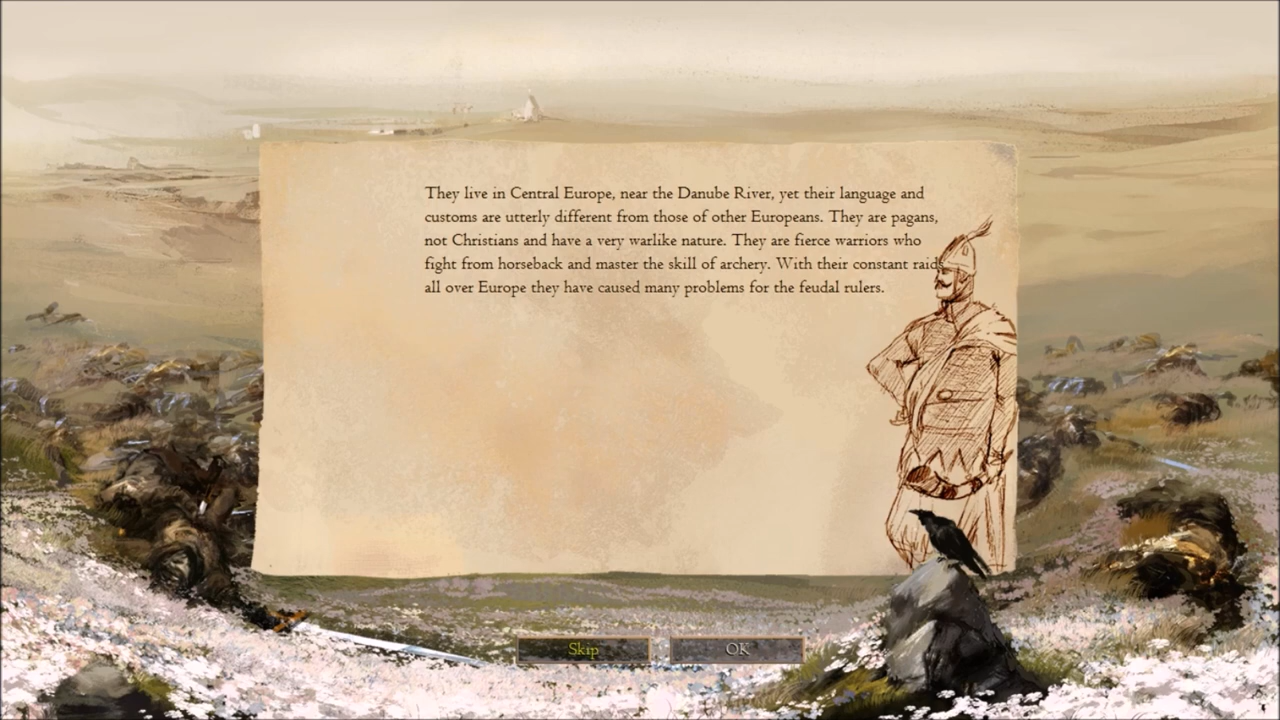 They live in Central Europe, near the Danube River, yet their language and
customs are utterly different from those of other Europeans. They are pagans,
not Christians and have a very warlike nature. They are fierce warriors who
fight from horseback and master the skill of archery. With their constant raids
all over Europe they have caused many problems for the feudal rulers.
Skip
OK